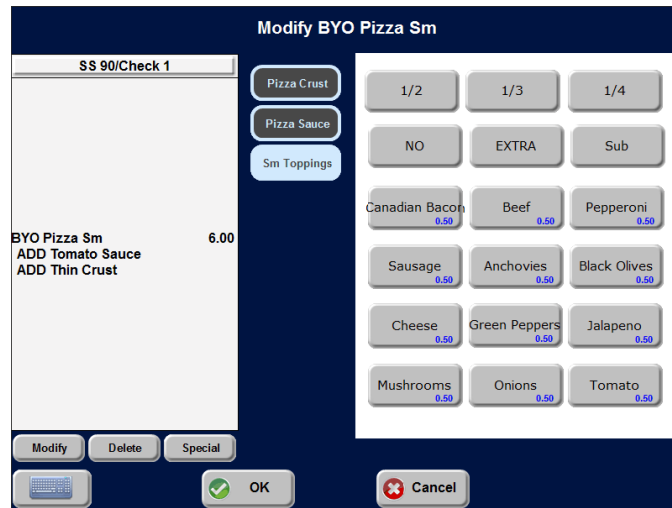 Modify BYO Pizza Sm
SS 90/Check 1
BYO Pizza Sm 6.00
ADD Tomato Sauce
ADD Thin Crust
Pizza Crust
Pizza Sauce
Sm Toppings
1/2 1/3 1/4
NO EXTRA Sub
Canadian Bacon Beef Pepperoni
0.50 0.50 0.50
Sausage Anchovies Black Olives
0.50 0.50 0.50
Cheese Green Peppers Jalapeno
0.50 0.50 0.50
Mushrooms Onions Tomato
0.50 0.50 0.50
Modify Delete Special
OK Cancel